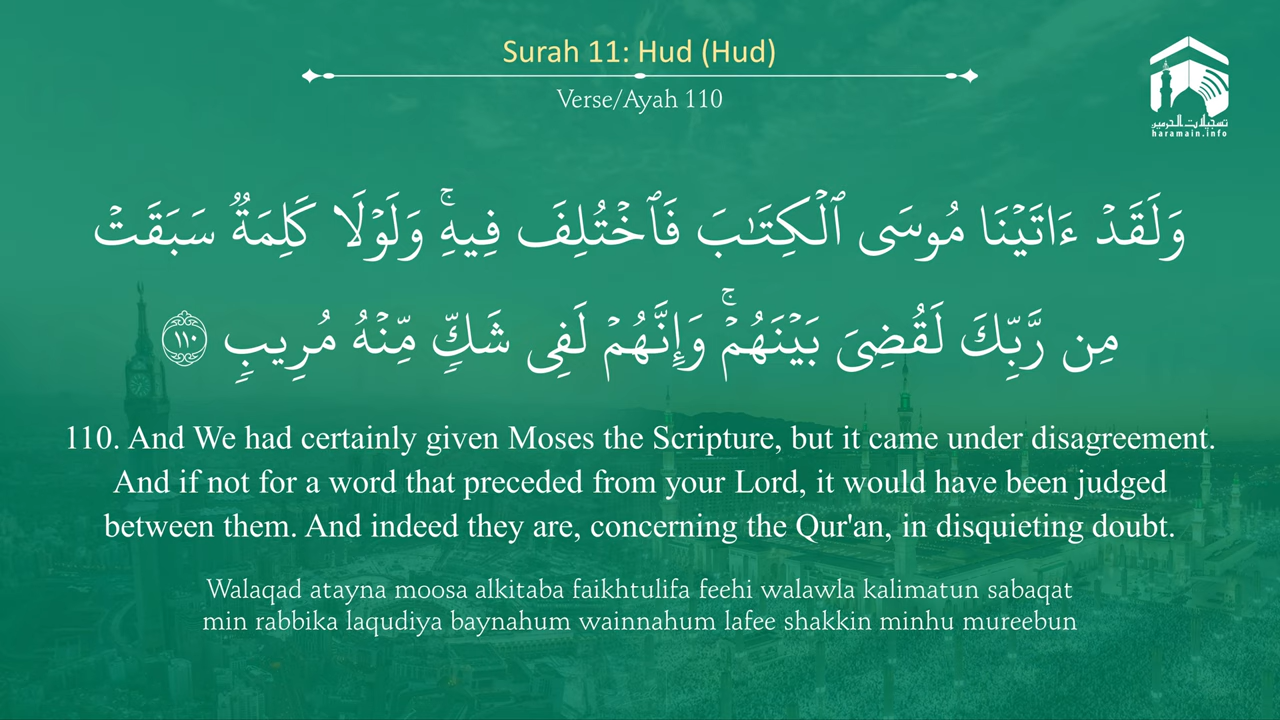 Surah 11: Hud (Hud)
Verse/Ayah 110
تسجيلات الحرمين
haramain.info
وَلَقَدْ ءَاتَيْنَا مُوسَى ٱلْكِتَـٰبَ فَٱخْتُلِفَ فِيهِ ۚ وَلَوْلَا كَلِمَةٌ سَبَقَتْ
مِن رَّبِّكَ لَقُضِىَ بَيْنَهُمْ ۚ وَإِنَّهُمْ لَفِى شَكٍّ مِّنْهُ مُرِيبٍ ١١٠
110. And We had certainly given Moses the Scripture, but it came under disagreement.
And if not for a word that preceded from your Lord, it would have been judged
between them. And indeed they are, concerning the Qur'an, in disquieting doubt.
Walaqad atayna moosa alkitaba faikhtulifa feehi walawla kalimatun sabaqat
min rabbika laqudiya baynahum wainnahum lafee shakkin minhu mureebun